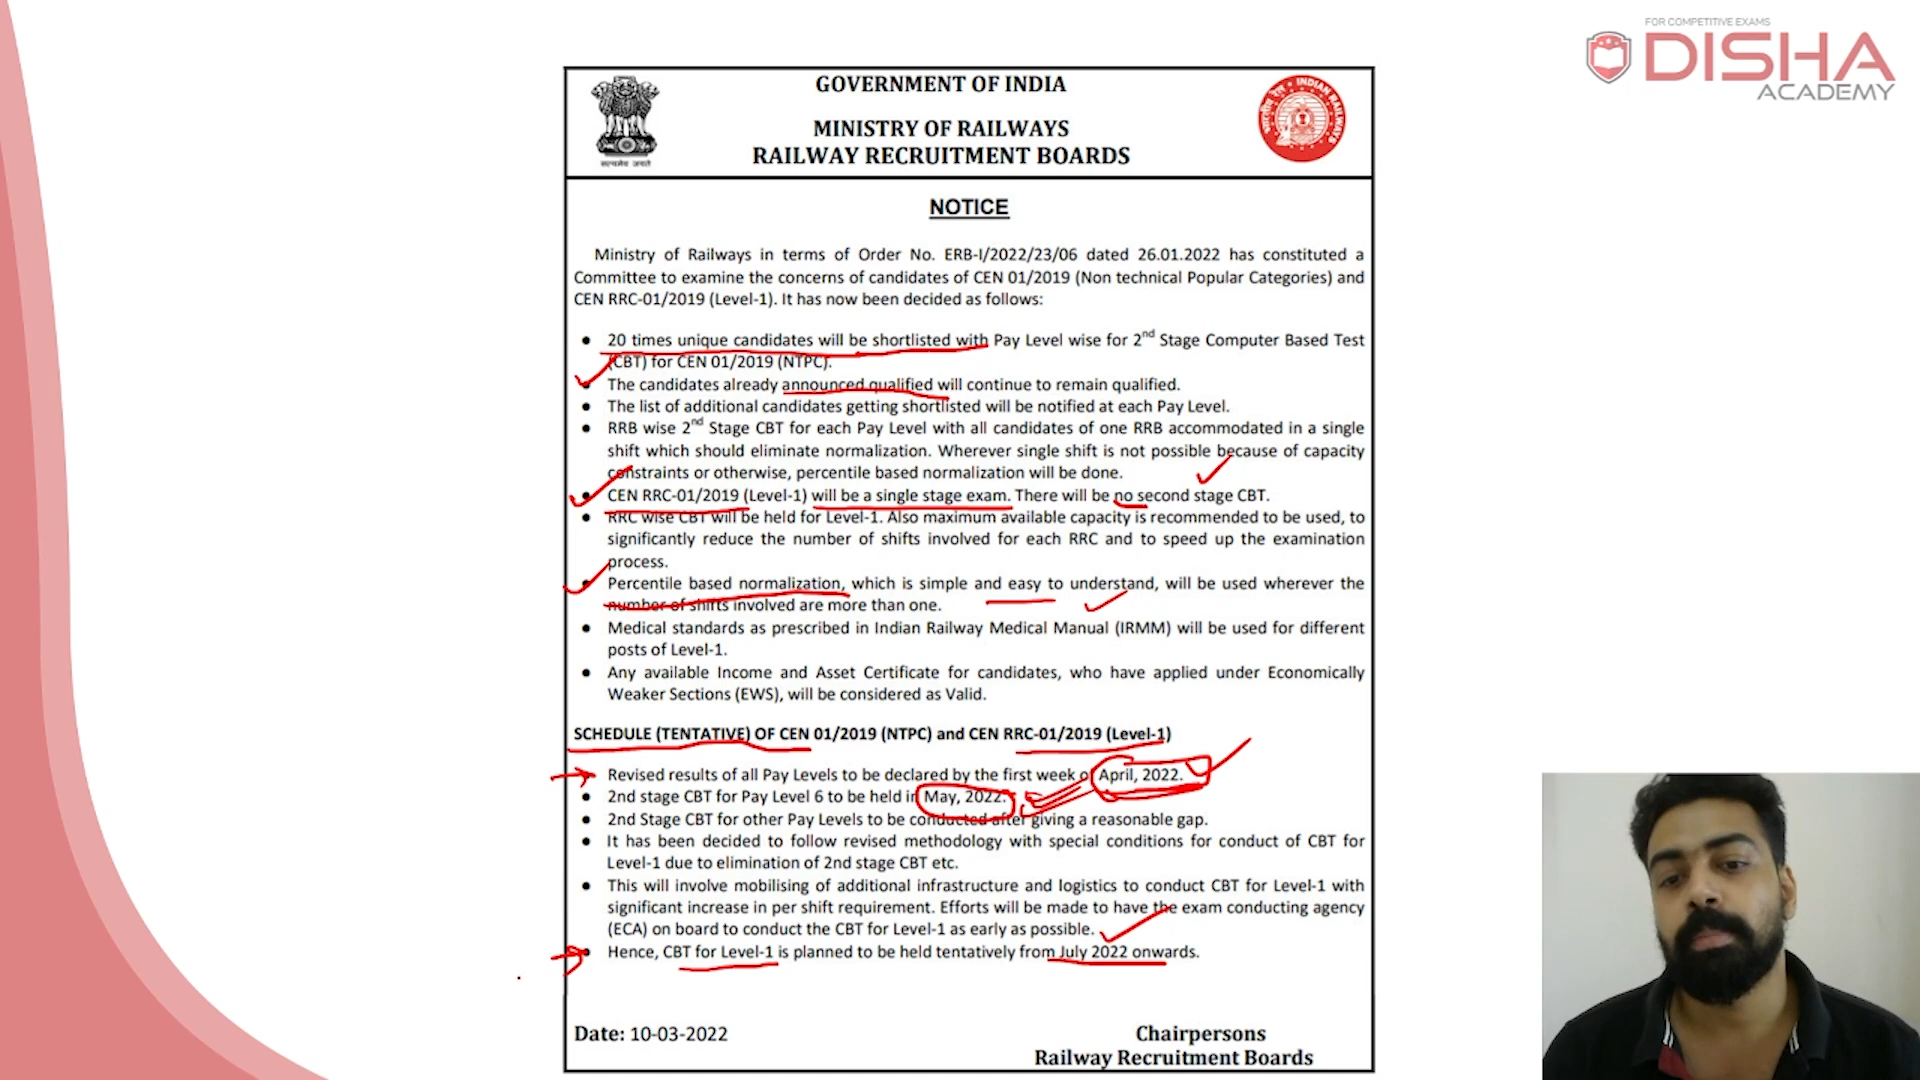 FOR COMPETITIVE EXAMS
DISHA
ACADEMY
GOVERNMENT OF INDIA
MINISTRY OF RAILWAYS
RAILWAY RECRUITMENT BOARDS
सत्यमेव जयते
INDIAN RAILWAYS
NOTICE
Ministry of Railways in terms of Order No. ERB-I/2022/23/06 dated 26.01.2022 has constituted a
Committee to examine the concerns of candidates of CEN 01/2019 (Non technical Popular Categories) and
CEN RRC-01/2019 (Level-1). It has now been decided as follows:
• 20 times unique candidates will be shortlisted with Pay Level wise for 2nd Stage Computer Based Test
(CBT) for CEN 01/2019 (NTPC).
• The candidates already announced qualified will continue to remain qualified.
• The list of additional candidates getting shortlisted will be notified at each Pay Level.
• RRB wise 2nd Stage CBT for each Pay Level with all candidates of one RRB accommodated in a single
shift which should eliminate normalization. Wherever single shift is not possible because of capacity
constraints or otherwise, percentile based normalization will be done.
• CEN RRC-01/2019 (Level-1) will be a single stage exam. There will be no second stage CBT.
• RRC wise CBT will be held for Level-1. Also maximum available capacity is recommended to be used, to
significantly reduce the number of shifts involved for each RRC and to speed up the examination
process.
• Percentile based normalization, which is simple and easy to understand, will be used wherever the
number of shifts involved are more than one.
• Medical standards as prescribed in Indian Railway Medical Manual (IRMM) will be used for different
posts of Level-1.
• Any available Income and Asset Certificate for candidates, who have applied under Economically
Weaker Sections (EWS), will be considered as Valid.
SCHEDULE (TENTATIVE) OF CEN 01/2019 (NTPC) and CEN RRC-01/2019 (Level-1)
• Revised results of all Pay Levels to be declared by the first week of April, 2022.
• 2nd stage CBT for Pay Level 6 to be held in May, 2022.
• 2nd Stage CBT for other Pay Levels to be conducted after giving a reasonable gap.
• It has been decided to follow revised methodology with special conditions for conduct of CBT for
Level-1 due to elimination of 2nd stage CBT etc.
• This will involve mobilising of additional infrastructure and logistics to conduct CBT for Level-1 with
significant increase in per shift requirement. Efforts will be made to have the exam conducting agency
(ECA) on board to conduct the CBT for Level-1 as early as possible.
• Hence, CBT for Level-1 is planned to be held tentatively from July 2022 onwards.
Date: 10-03-2022
Chairpersons
Railway Recruitment Boards